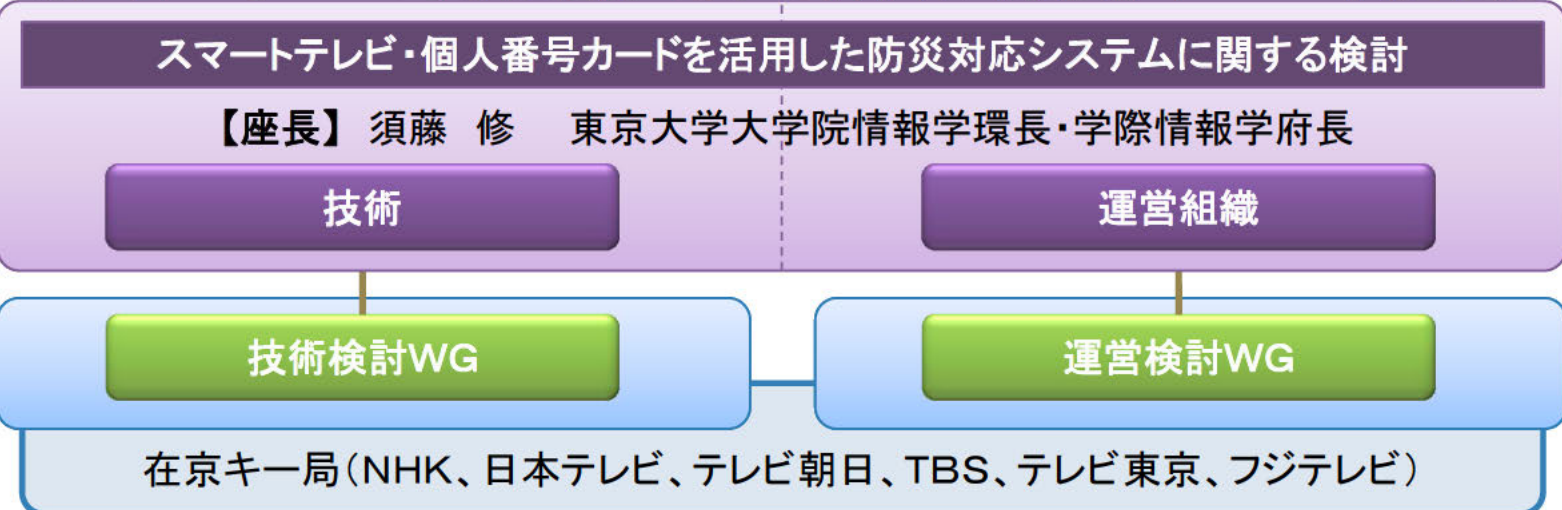 スマートテレビ・個人番号カードを活用した防災対応システムに関する検討
【座長】 須藤　修　　東京大学大学院情報学環長・学際情報学府長
技術
運営組織
技術検討WG
運営検討WG
在京キー局（NHK、日本テレビ、テレビ朝日、TBS、テレビ東京、フジテレビ）